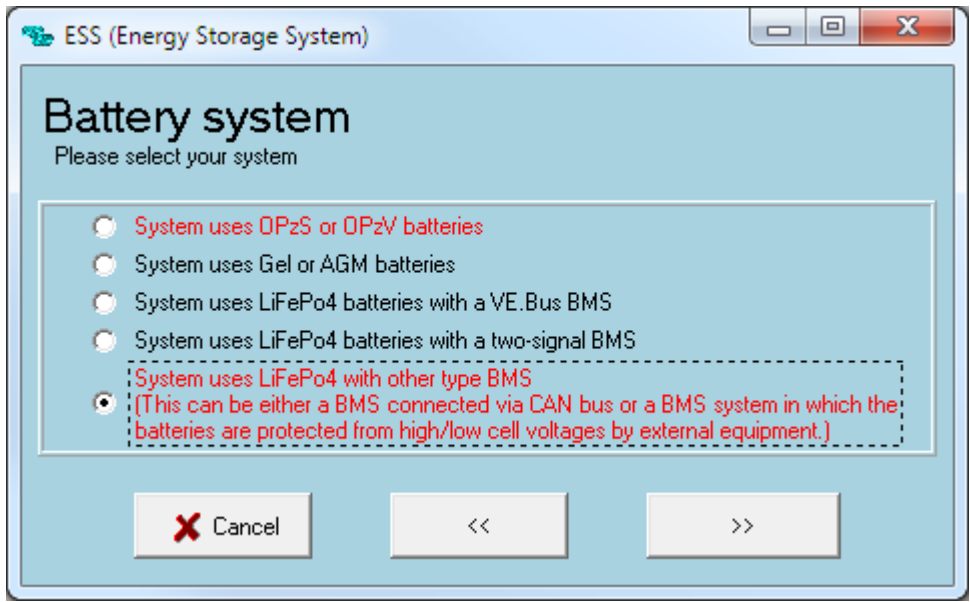 ESS (Energy Storage System)
Battery system
Please select your system
System uses OPzS or OPzV batteries
System uses Gel or AGM batteries
System uses LiFePo4 batteries with a VE.Bus BMS
System uses LiFePo4 batteries with a two-signal BMS
System uses LiFePo4 with other type BMS
(This can be either a BMS connected via CAN bus or a BMS system in which the
batteries are protected from high/low cell voltages by external equipment.)
Cancel << >>